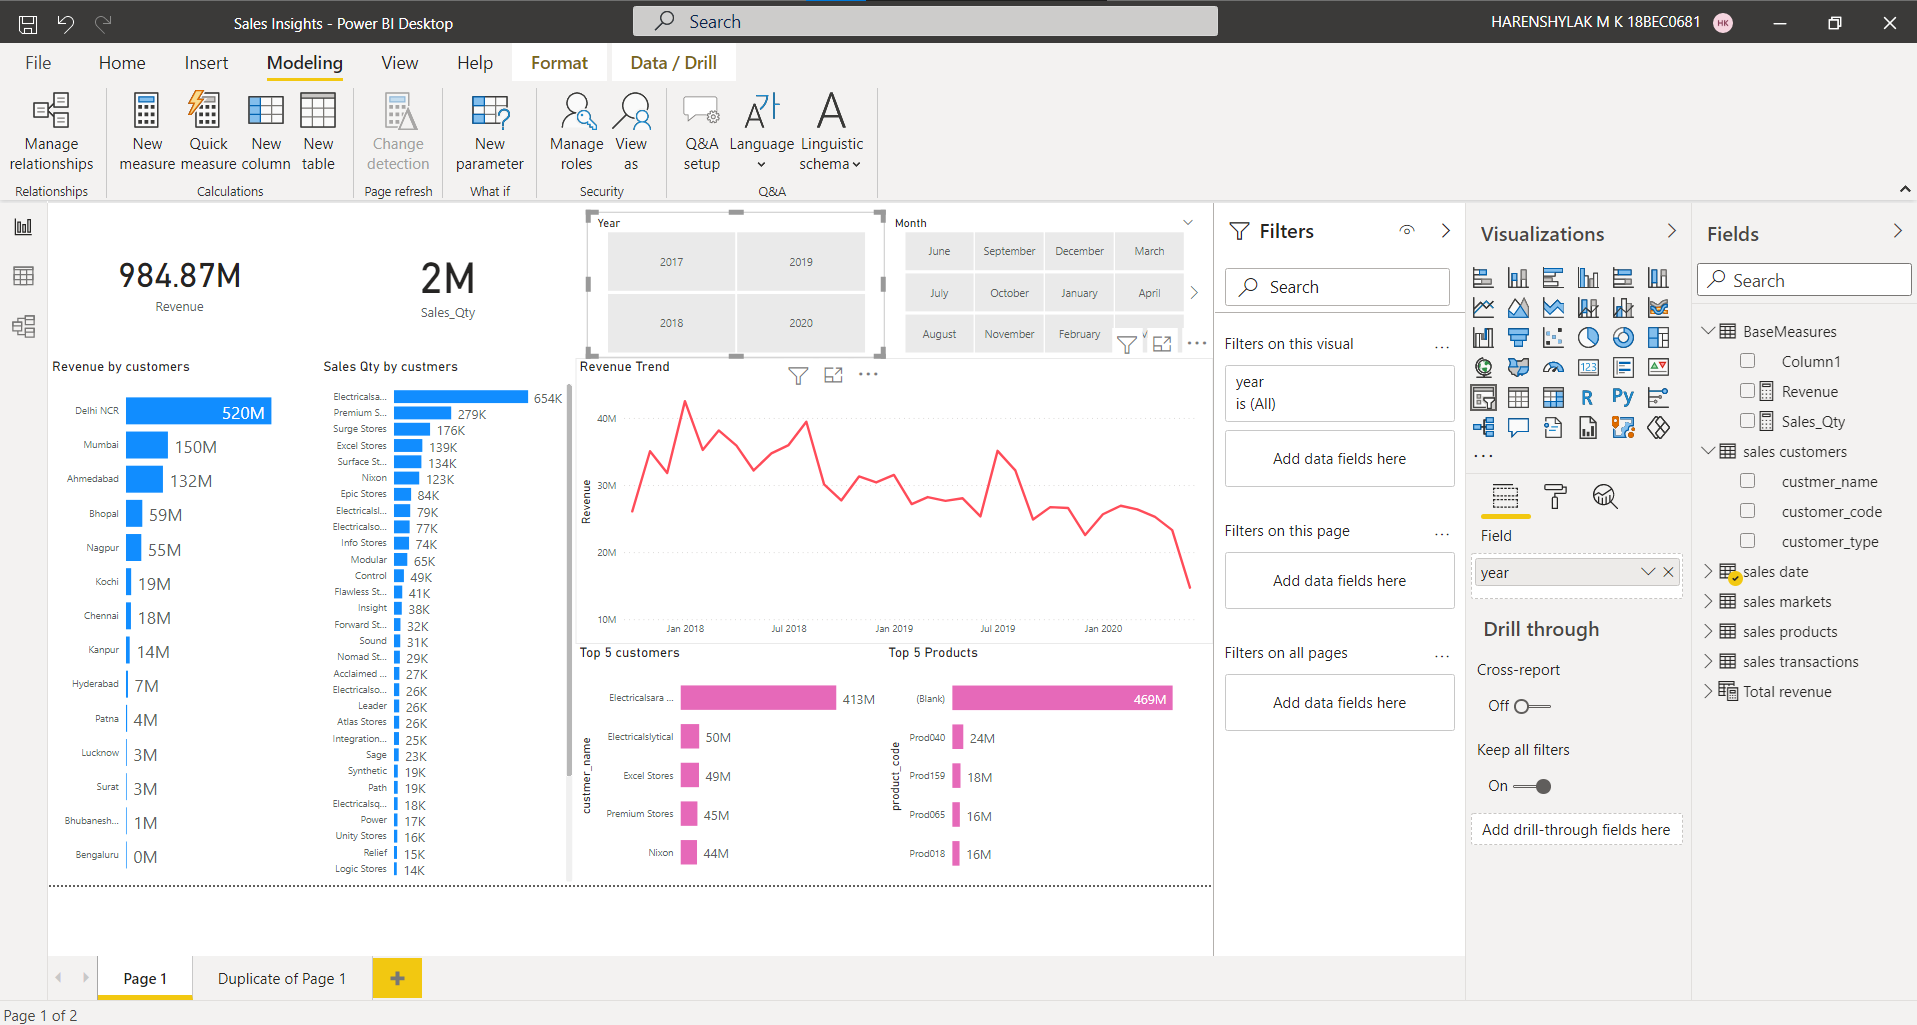 Sales Insights - Power BI Desktop
Search
HARENSHYLAK M K 18BEC0681
HK
File
Home
Insert
Modeling
View
Help
Format
Data / Drill
Manage relationships
New measure
Quick measure
New column
New table
Change detection
New parameter
Manage roles
View as
Q&A setup
Language
Linguistic schema
Relationships
Calculations
Page refresh
What if
Security
Q&A
984.87M
Revenue
2M
Sales_Qty
Year
2017
2019
2018
2020
Month
June
September
December
March
July
October
January
April
August
November
February
Revenue by customers
Delhi NCR 520M
Mumbai 150M
Ahmedabad 132M
Bhopal 59M
Nagpur 55M
Kochi 19M
Chennai 18M
Kanpur 14M
Hyderabad 7M
Patna 4M
Lucknow 3M
Surat 3M
Bhubanesh... 1M
Bengaluru 0M
Sales Qty by custmers
Electricalsa... 654K
Premium S... 279K
Surge Stores 176K
Excel Stores 139K
Surface St... 134K
Nixon 123K
Epic Stores 84K
Electricalsl... 79K
Electricalso... 77K
Info Stores 74K
Modular 65K
Control 49K
Flawless St... 41K
Insight 38K
Forward St... 32K
Sound 31K
Nomad St... 29K
Acclaimed ... 27K
Electricalso... 26K
Leader 26K
Atlas Stores 26K
Integration... 25K
Sage 23K
Synthetic 19K
Path 19K
Electricalsq... 18K
Power 17K
Unity Stores 16K
Relief 15K
Logic Stores 14K
Revenue Trend
Revenue
40M
30M
20M
10M
Jan 2018
Jul 2018
Jan 2019
Jul 2019
Jan 2020
Top 5 customers
custmer_name
Electricalsara ... 413M
Electricalslytical 50M
Excel Stores 49M
Premium Stores 45M
Nixon 44M
Top 5 Products
product_code
(Blank) 469M
Prod040 24M
Prod159 18M
Prod065 16M
Prod018 16M
Filters
Search
Filters on this visual ...
year
is (All)
Add data fields here
Filters on this page ...
Add data fields here
Filters on all pages ...
Add data fields here
Visualizations
123
R
Py
...
Field
year
Drill through
Cross-report
Off
Keep all filters
On
Add drill-through fields here
Fields
Search
BaseMeasures
Column1
Revenue
Sales_Qty
sales customers
custmer_name
customer_code
customer_type
sales date
sales markets
sales products
sales transactions
Total revenue
Page 1
Duplicate of Page 1
+
Page 1 of 2